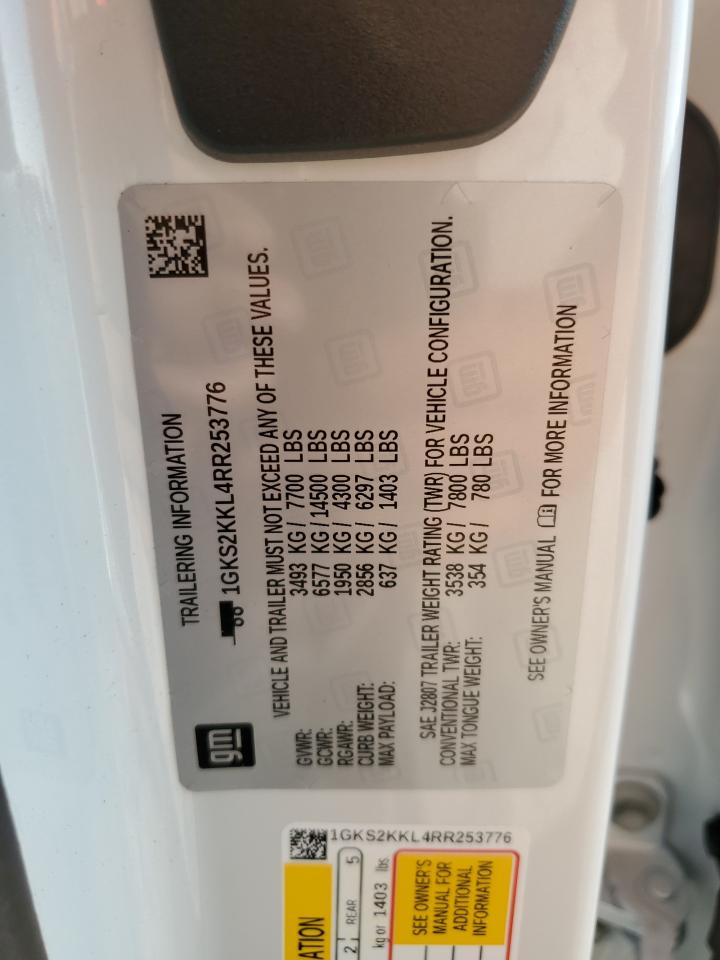 TRAILERING INFORMATION
1GKS2KKL4RR253776
VEHICLE AND TRAILER MUST NOT EXCEED ANY OF THESE VALUES.
GVWR: 3493 KG / 7700 LBS
GCWR: 6577 KG / 14500 LBS
RGAWR: 1950 KG / 4300 LBS
CURB WEIGHT: 2856 KG / 6297 LBS
MAX PAYLOAD: 637 KG / 1403 LBS
SAE J2807 TRAILER WEIGHT RATING (TWR) FOR VEHICLE CONFIGURATION.
CONVENTIONAL TWR: 3538 KG / 7800 LBS
MAX TONGUE WEIGHT: 354 KG / 780 LBS
SEE OWNER'S MANUAL FOR MORE INFORMATION
gm
1GKS2KKL4RR253776
ATION
2 REAR 5
kg or 1403 lbs
SEE OWNER'S
MANUAL FOR
ADDITIONAL
INFORMATION